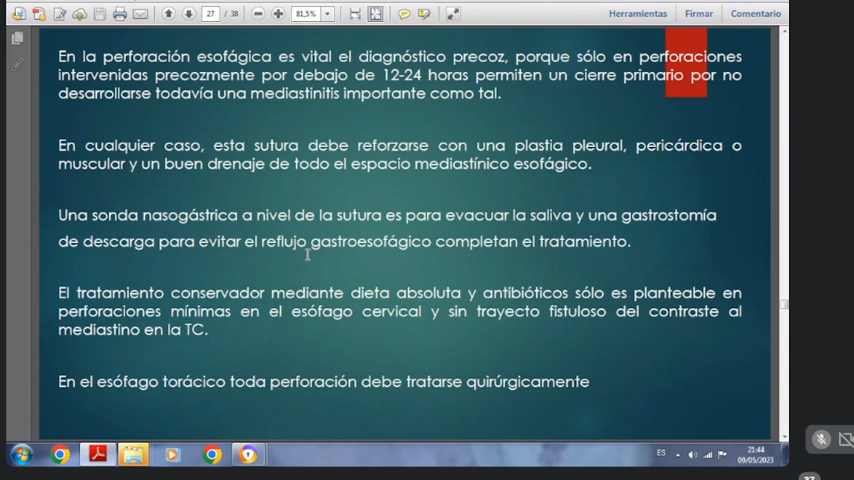 27 / 38
81,5%
Herramientas
Firmar
Comentario
En la perforación esofágica es vital el diagnóstico precoz, porque sólo en perforaciones
intervenidas precozmente por debajo de 12-24 horas permiten un cierre primario por no
desarrollarse todavía una mediastinitis importante como tal.
En cualquier caso, esta sutura debe reforzarse con una plastia pleural, pericárdica o
muscular y un buen drenaje de todo el espacio mediastínico esofágico.
Una sonda nasogástrica a nivel de la sutura es para evacuar la saliva y una gastrostomía
de descarga para evitar el reflujo gastroesofágico completan el tratamiento.
El tratamiento conservador mediante dieta absoluta y antibióticos sólo es planteable en
perforaciones mínimas en el esófago cervical y sin trayecto fistuloso del contraste al
mediastino en la TC.
En el esófago torácico toda perforación debe tratarse quirúrgicamente
ES
21:44
09/05/2023